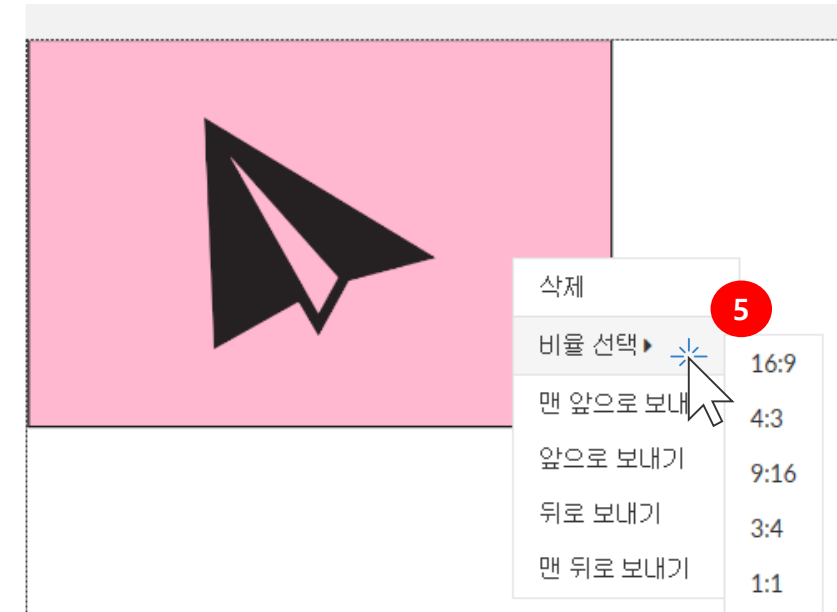 삭제
5
비율 선택
16:9
맨 앞으로 보내
4:3
앞으로 보내기
9:16
뒤로 보내기
3:4
맨 뒤로 보내기
1:1